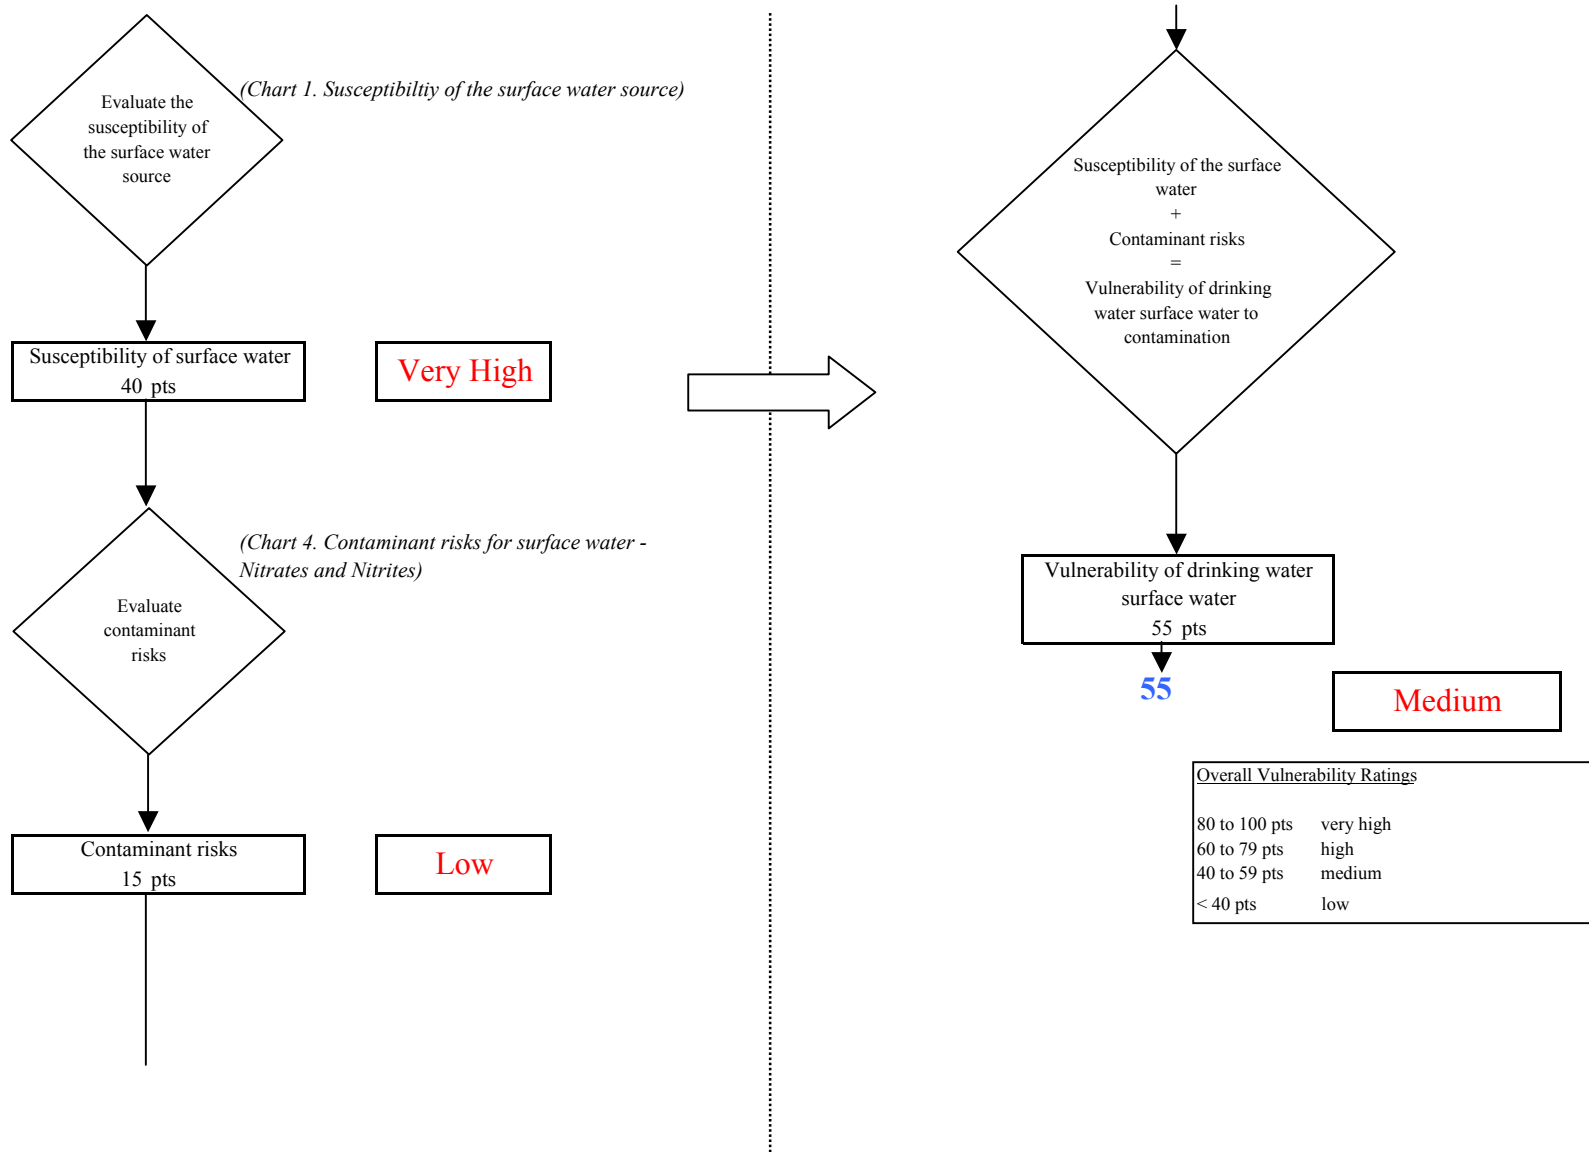 Evaluate the
susceptibility of
the surface water
source
(Chart 1. Susceptibiltiy of the surface water source)
Susceptibility of surface water
40 pts
Very High
(Chart 4. Contaminant risks for surface water -
Nitrates and Nitrites)
Evaluate
contaminant
risks
Contaminant risks
15 pts
Low
Susceptibility of the surface
water
+
Contaminant risks
=
Vulnerability of drinking
water surface water to
contamination
Vulnerability of drinking water
surface water
55 pts
55
Medium
Overall Vulnerability Ratings
80 to 100 pts very high
60 to 79 pts high
40 to 59 pts medium
< 40 pts low